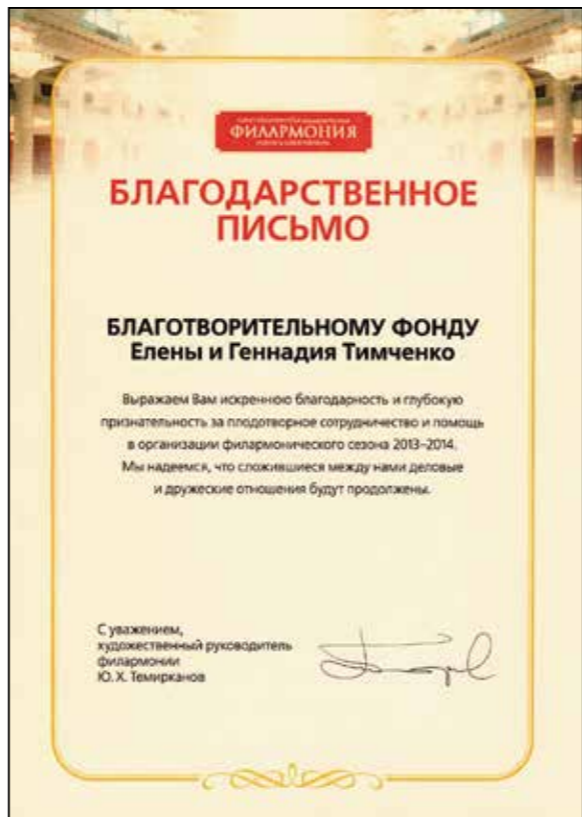 ФИЛАРМОНИЯ
БЛАГОДАРСТВЕННОЕ
ПИСЬМО
БЛАГОТВОРИТЕЛЬНОМУ ФОНДУ
Елены и Геннадия Тимченко
Выражаем Вам искреннюю благодарность и глубокую
признательность за плодотворное сотрудничество и помощь
в организации филармонического сезона 2013–2014.
Мы надеемся, что сложившиеся между нами деловые
и дружеские отношения будут продолжены.
С уважением,
художественный руководитель
филармонии
Ю. Х. Темирканов